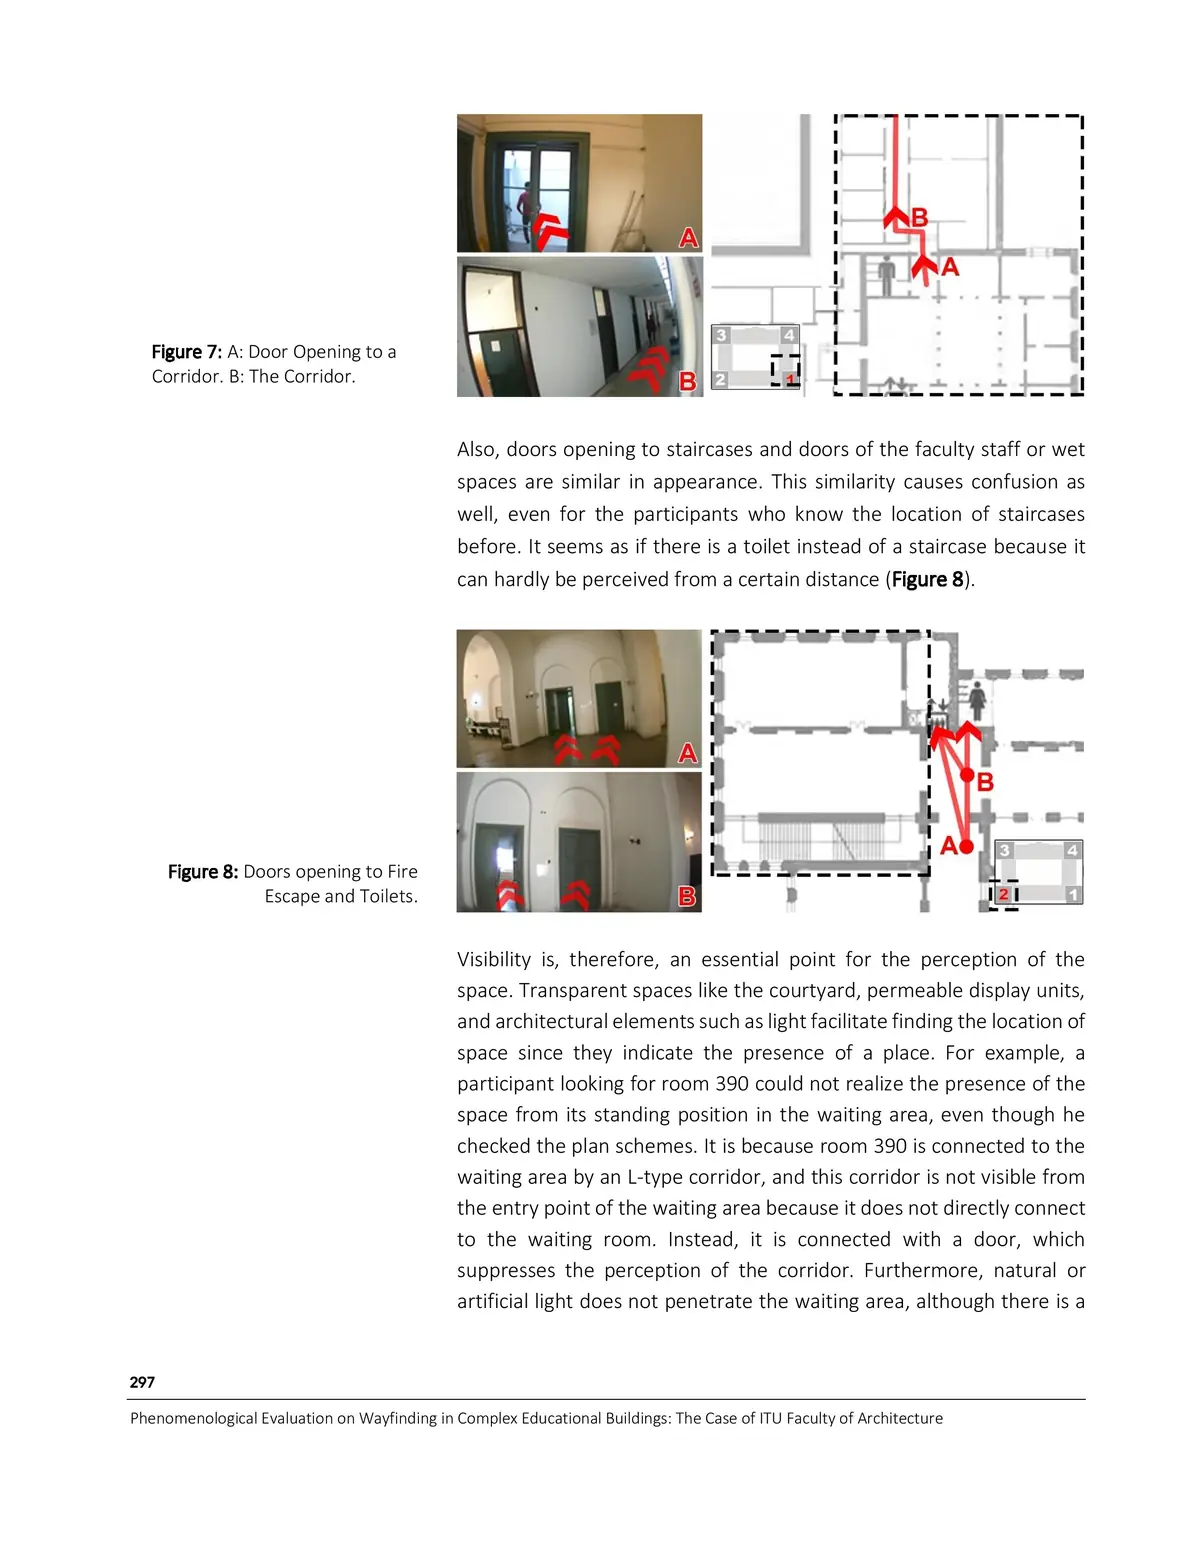 A
B
B
A
3 4
2 1
Figure 7: A: Door Opening to a
Corridor. B: The Corridor.
Also, doors opening to staircases and doors of the faculty staff or wet
spaces are similar in appearance. This similarity causes confusion as
well, even for the participants who know the location of staircases
before. It seems as if there is a toilet instead of a staircase because it
can hardly be perceived from a certain distance (Figure 8).
A
B
B
A
3 4
2 1
Figure 8: Doors opening to Fire
Escape and Toilets.
Visibility is, therefore, an essential point for the perception of the
space. Transparent spaces like the courtyard, permeable display units,
and architectural elements such as light facilitate finding the location of
space since they indicate the presence of a place. For example, a
participant looking for room 390 could not realize the presence of the
space from its standing position in the waiting area, even though he
checked the plan schemes. It is because room 390 is connected to the
waiting area by an L-type corridor, and this corridor is not visible from
the entry point of the waiting area because it does not directly connect
to the waiting room. Instead, it is connected with a door, which
suppresses the perception of the corridor. Furthermore, natural or
artificial light does not penetrate the waiting area, although there is a
297
Phenomenological Evaluation on Wayfinding in Complex Educational Buildings: The Case of ITU Faculty of Architecture